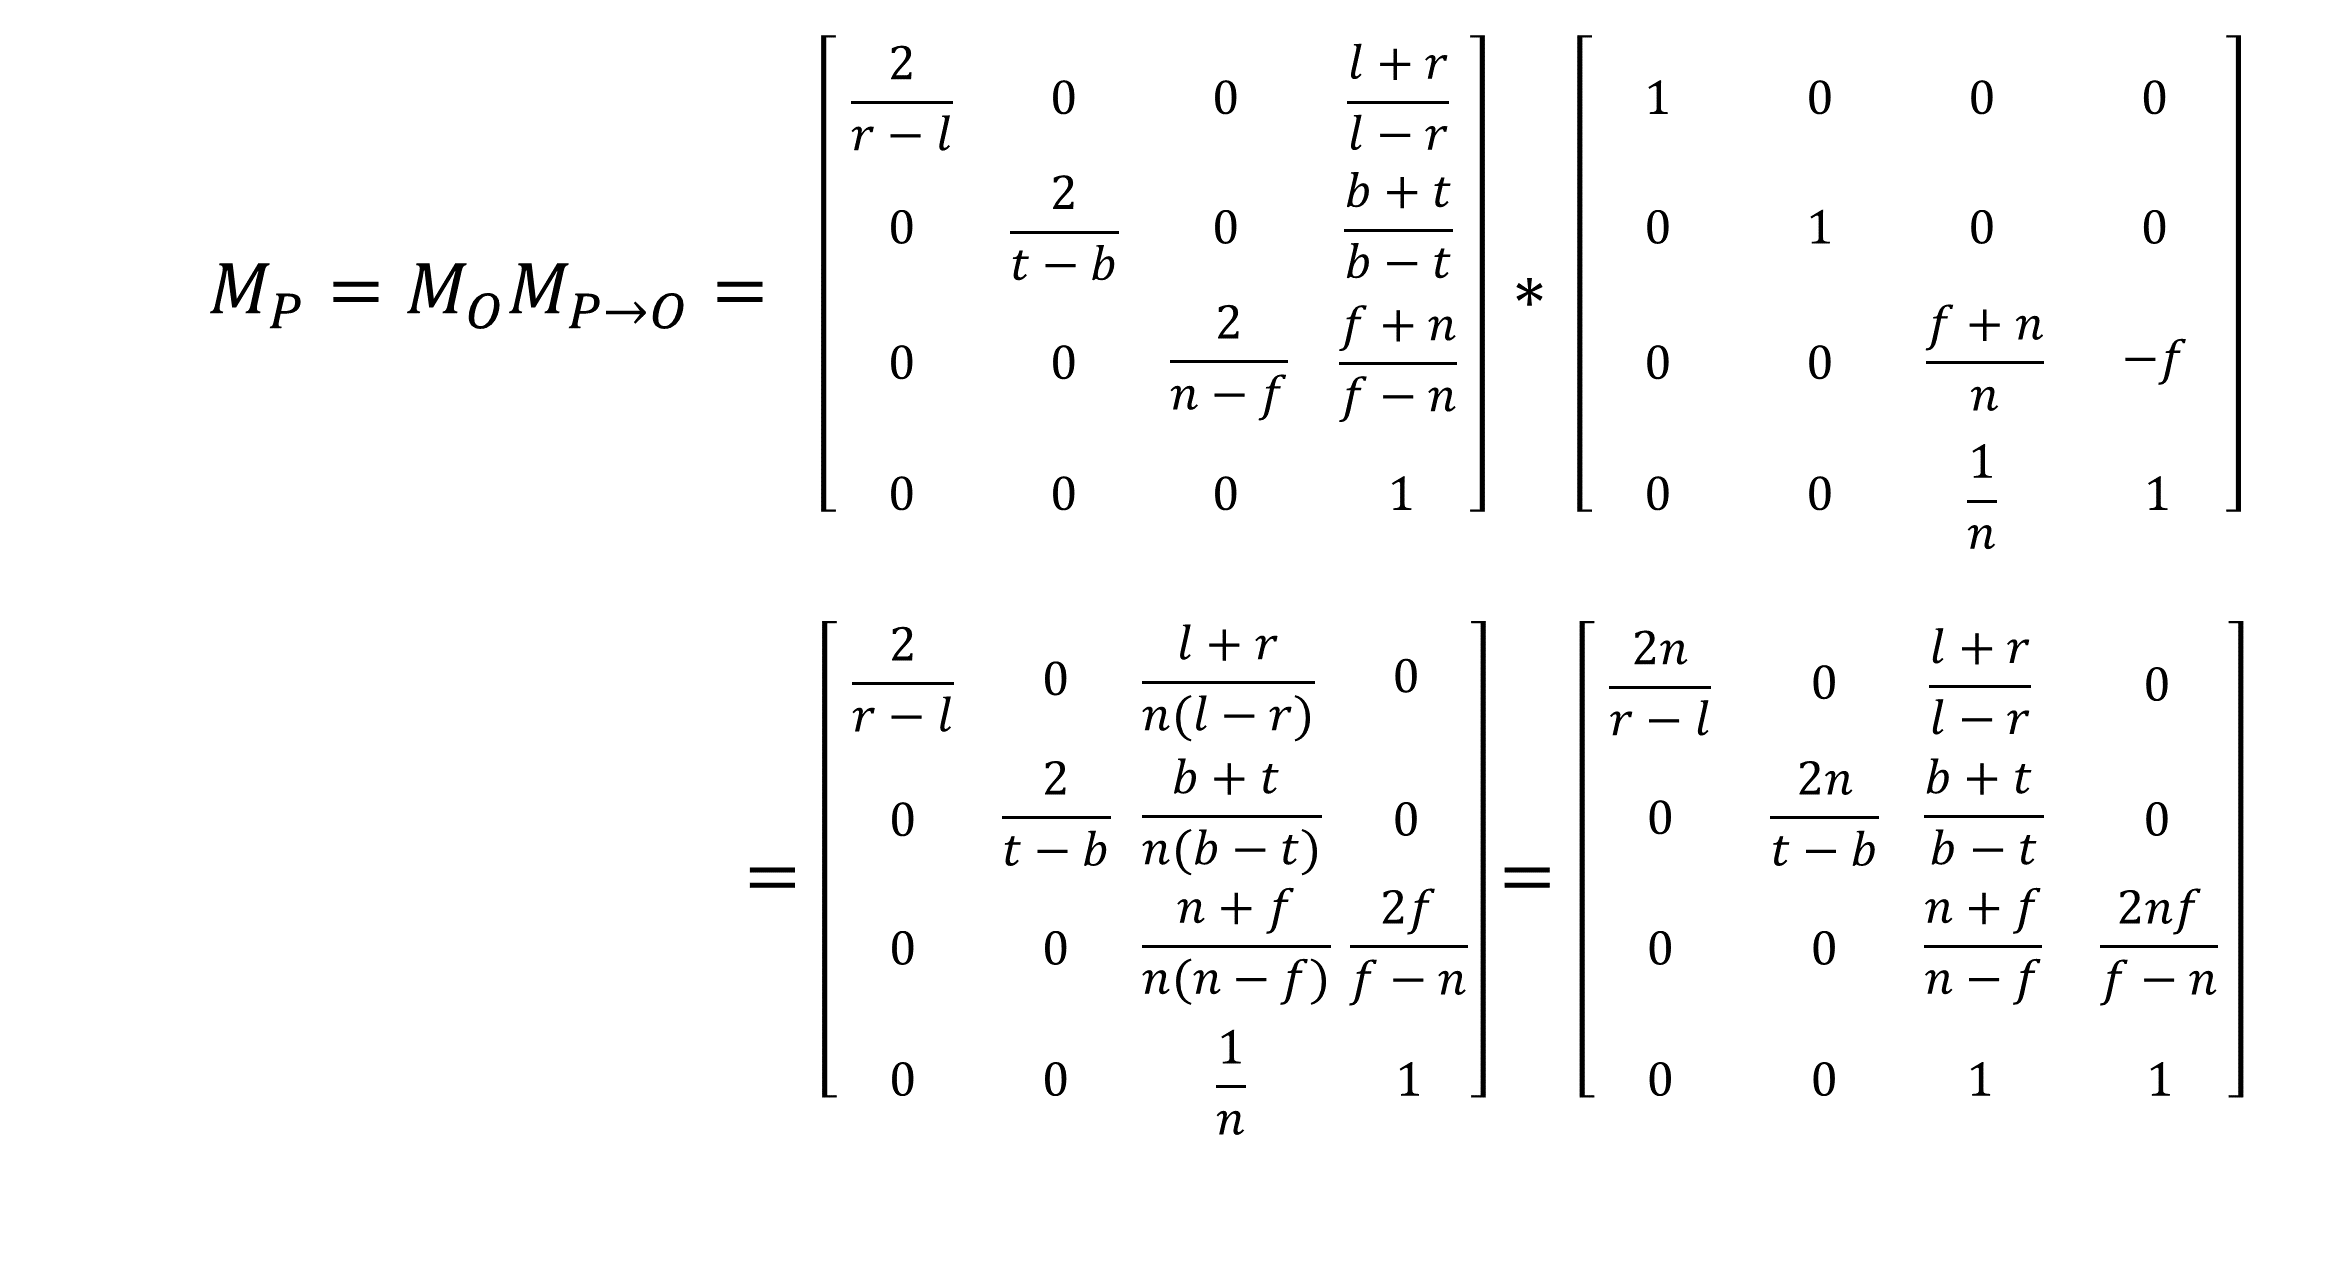 M_P = M_O M_{P→O} = [ 2/(r − l) 0 0 (l + r)/(l − r) ; 0 2/(t − b) 0 (b + t)/(b − t) ; 0 0 2/(n − f) (f + n)/(f − n) ; 0 0 0 1 ] * [ 1 0 0 0 ; 0 1 0 0 ; 0 0 (f + n)/n −f ; 0 0 1/n 1 ]
= [ 2/(r − l) 0 (l + r)/(n(l − r)) 0 ; 0 2/(t − b) (b + t)/(n(b − t)) 0 ; 0 0 (n + f)/(n(n − f)) 2f/(f − n) ; 0 0 1/n 1 ] = [ 2n/(r − l) 0 (l + r)/(l − r) 0 ; 0 2n/(t − b) (b + t)/(b − t) 0 ; 0 0 (n + f)/(n − f) 2nf/(f − n) ; 0 0 1 1 ]